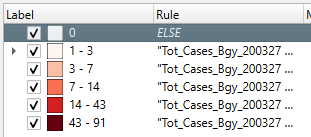 Label Rule
0 ELSE
1 - 3 "Tot_Cases_Bgy_200327 ...
3 - 7 "Tot_Cases_Bgy_200327 ...
7 - 14 "Tot_Cases_Bgy_200327 ...
14 - 43 "Tot_Cases_Bgy_200327 ...
43 - 91 "Tot_Cases_Bgy_200327 ...